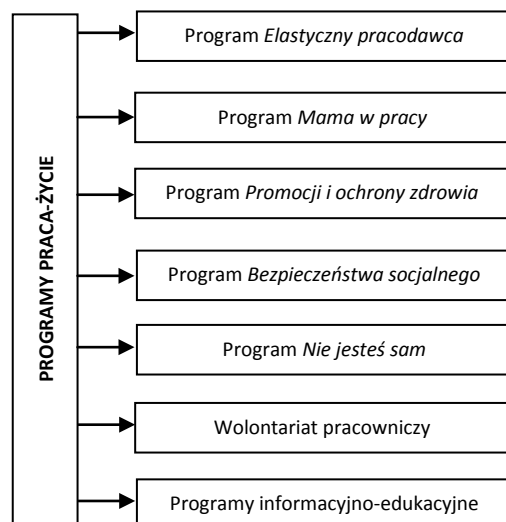 PROGRAMY PRACA-ŻYCIE
Program Elastyczny pracodawca
Program Mama w pracy
Program Promocji i ochrony zdrowia
Program Bezpieczeństwa socjalnego
Program Nie jesteś sam
Wolontariat pracowniczy
Programy informacyjno-edukacyjne